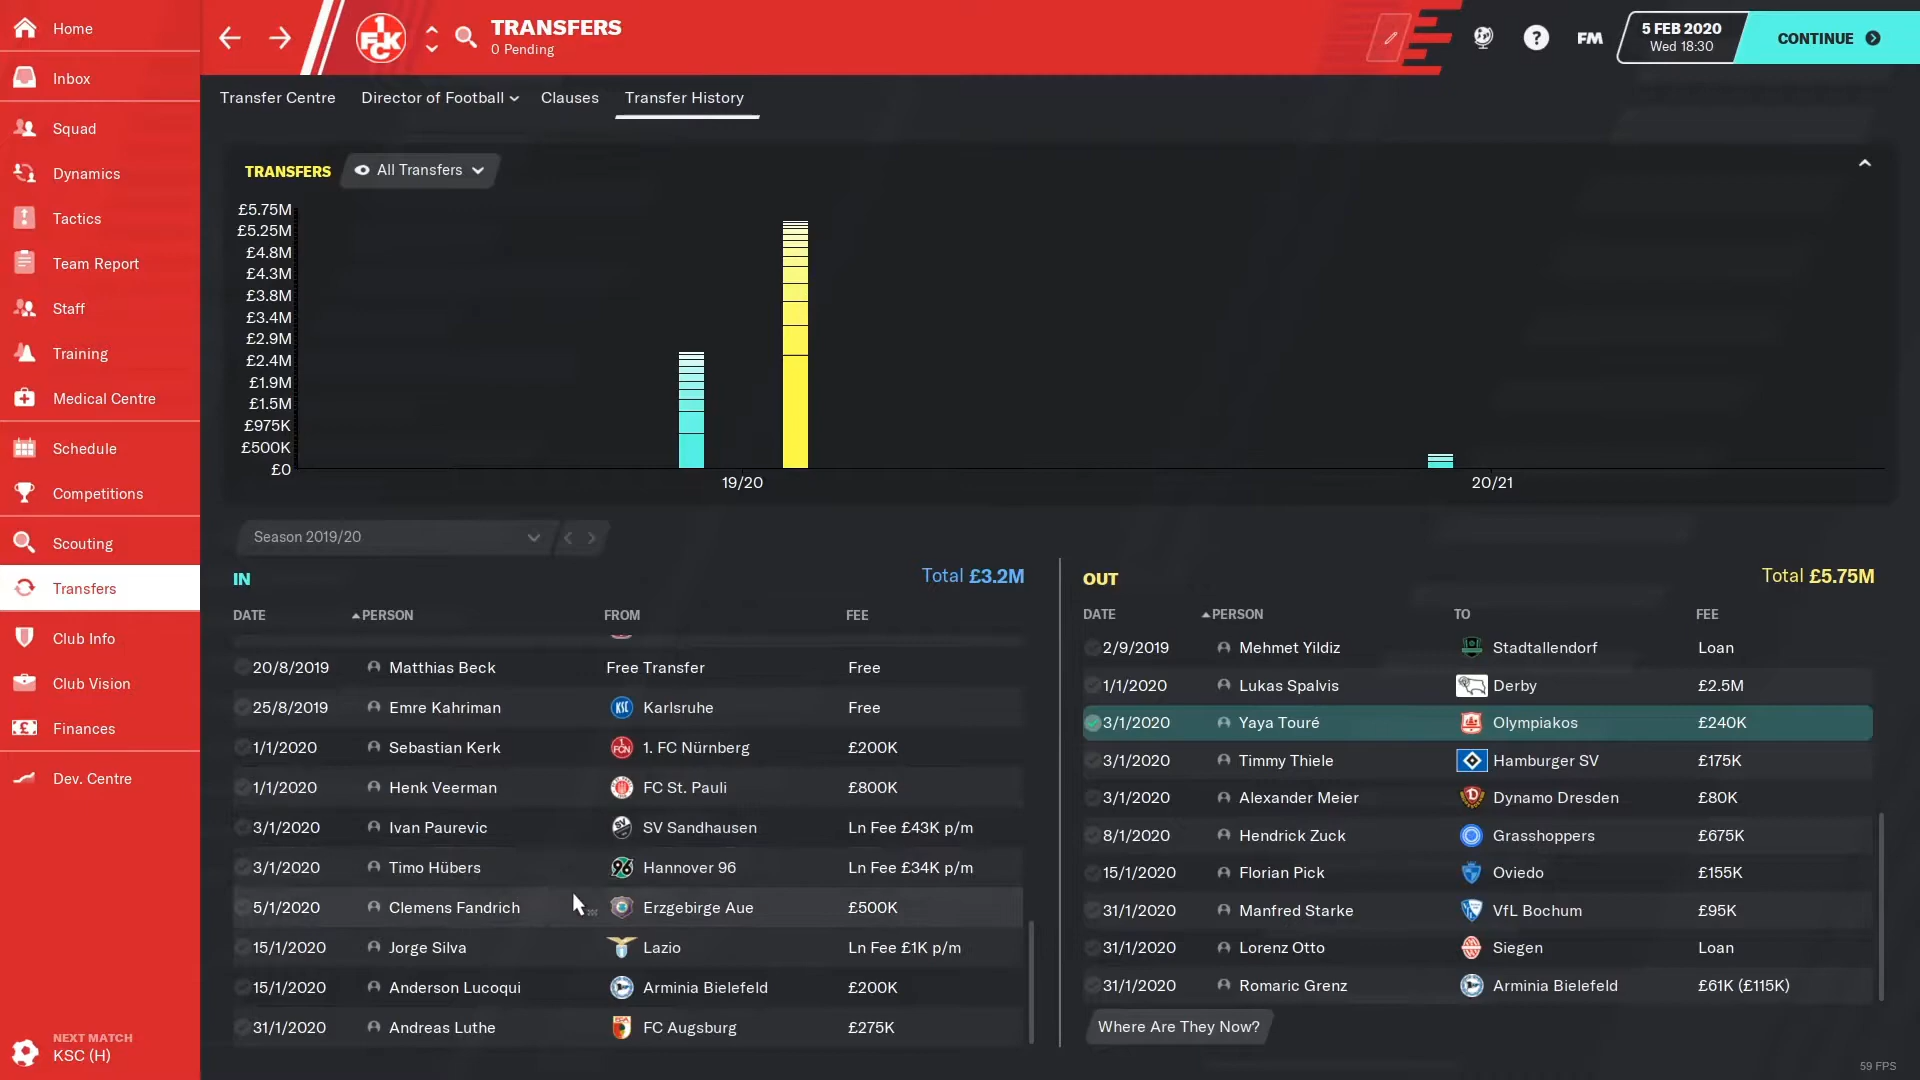 Home
Inbox
Squad
Dynamics
Tactics
Team Report
Staff
Training
Medical Centre
Schedule
Competitions
Scouting
Transfers
Club Info
Club Vision
Finances
Dev. Centre
NEXT MATCH
KSC (H)
1 FCK
TRANSFERS
0 Pending
FM
5 FEB 2020
Wed 18:30
CONTINUE
Transfer Centre Director of Football Clauses Transfer History
TRANSFERS All Transfers
£5.75M
£5.25M
£4.8M
£4.3M
£3.8M
£3.4M
£2.9M
£2.4M
£1.9M
£1.5M
£975K
£500K
£0
19/20 20/21
Season 2019/20
IN Total £3.2M
DATE PERSON FROM FEE
20/8/2019 Matthias Beck Free Transfer Free
25/8/2019 Emre Kahriman KSC Karlsruhe Free
1/1/2020 Sebastian Kerk 1. FC Nürnberg £200K
1/1/2020 Henk Veerman FC St. Pauli £800K
3/1/2020 Ivan Paurevic SV Sandhausen Ln Fee £43K p/m
3/1/2020 Timo Hübers 96 Hannover 96 Ln Fee £34K p/m
5/1/2020 Clemens Fandrich Erzgebirge Aue £500K
15/1/2020 Jorge Silva Lazio Ln Fee £1K p/m
15/1/2020 Anderson Lucoqui Arminia Bielefeld £200K
31/1/2020 Andreas Luthe FC Augsburg £275K
OUT Total £5.75M
DATE PERSON TO FEE
2/9/2019 Mehmet Yildiz Stadtallendorf Loan
1/1/2020 Lukas Spalvis Derby £2.5M
3/1/2020 Yaya Touré Olympiakos £240K
3/1/2020 Timmy Thiele Hamburger SV £175K
3/1/2020 Alexander Meier D Dynamo Dresden £80K
8/1/2020 Hendrick Zuck Grasshoppers £675K
15/1/2020 Florian Pick Oviedo £155K
31/1/2020 Manfred Starke VfL Bochum £95K
31/1/2020 Lorenz Otto Siegen Loan
31/1/2020 Romaric Grenz Arminia Bielefeld £61K (£115K)
Where Are They Now?
59 FPS